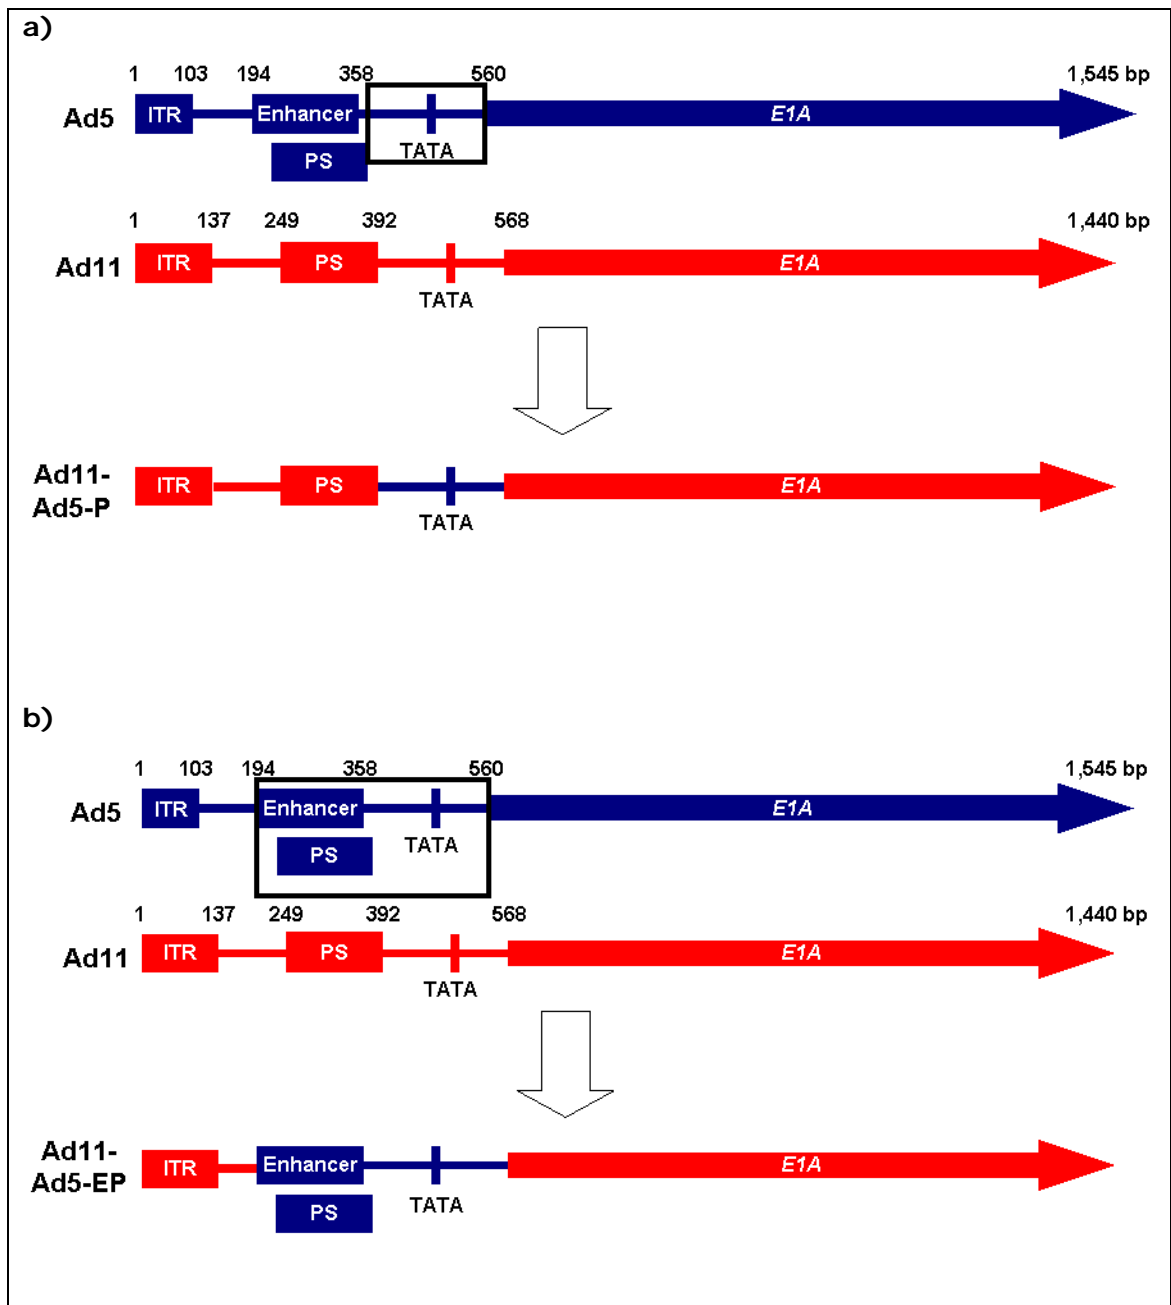 a)
1 103 194 358 560 1,545 bp
Ad5 ITR Enhancer E1A
PS TATA
1 137 249 392 568 1,440 bp
Ad11 ITR PS E1A
TATA
Ad11-
Ad5-P
ITR PS E1A
TATA
b)
1 103 194 358 560 1,545 bp
Ad5 ITR Enhancer E1A
PS TATA
1 137 249 392 568 1,440 bp
Ad11 ITR PS E1A
TATA
Ad11-
Ad5-EP
ITR Enhancer E1A
PS TATA